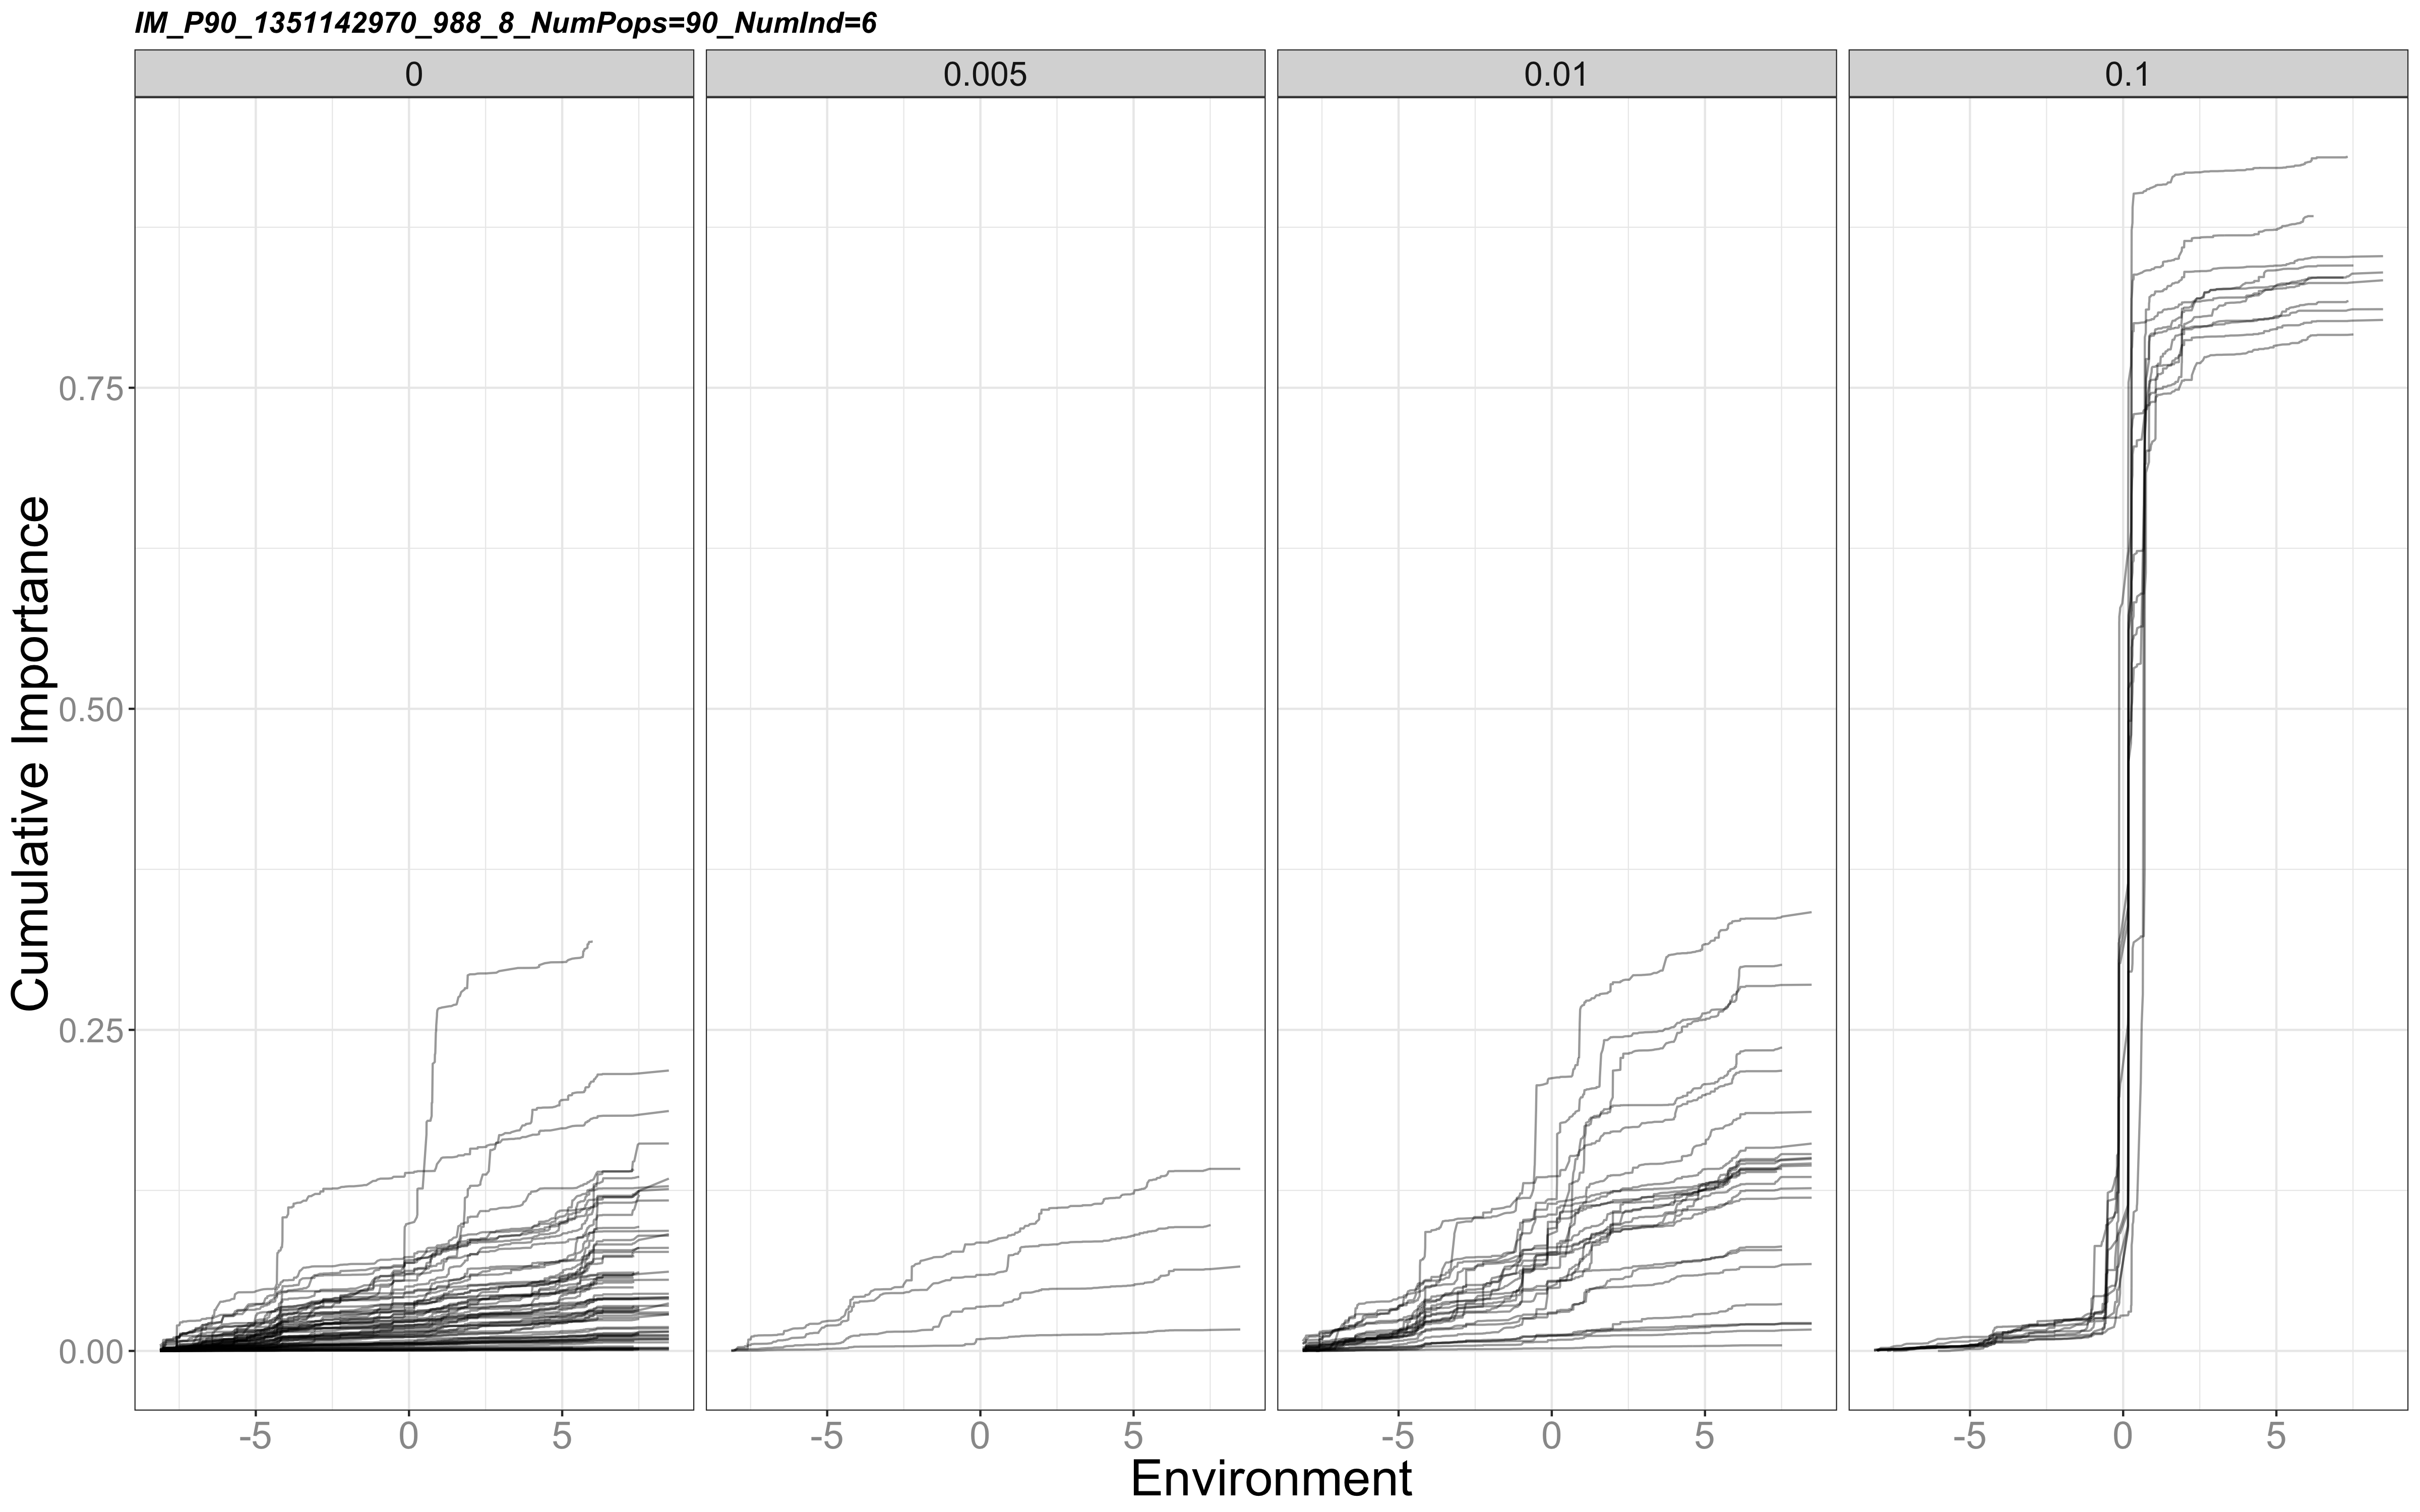 IM_P90_1351142970_988_8_NumPops=90_NumInd=6
0 0.005 0.01 0.1
Cumulative Importance
0.75
0.50
0.25
0.00
-5 0 5 -5 0 5 -5 0 5 -5 0 5
Environment